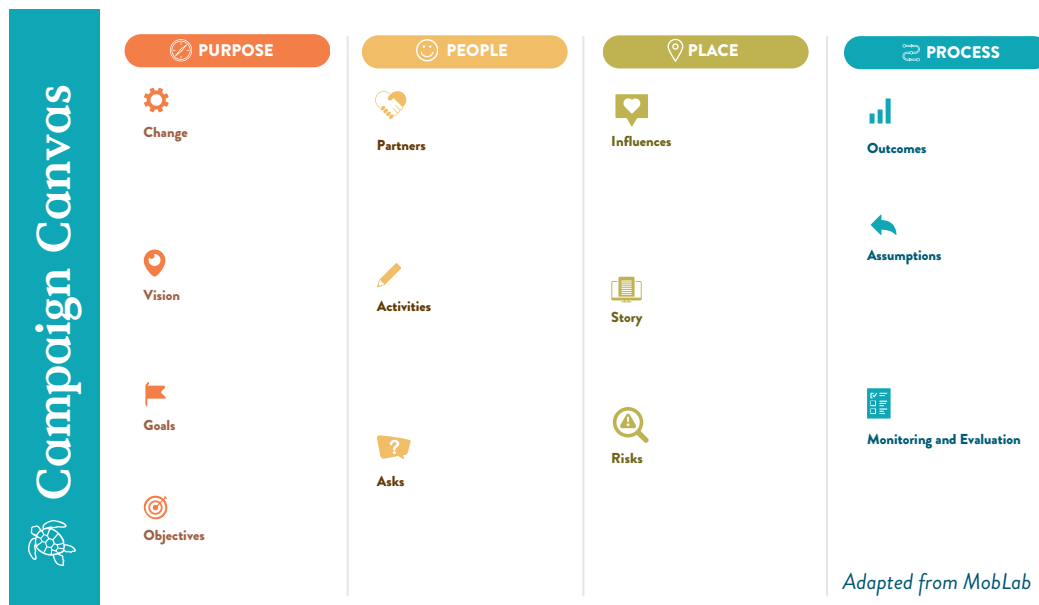 Campaign Canvas
PURPOSE
Change
Vision
Goals
Objectives
PEOPLE
Partners
Activities
?
Asks
PLACE
Influences
Story
Risks
PROCESS
Outcomes
Assumptions
Monitoring and Evaluation
Adapted from MobLab